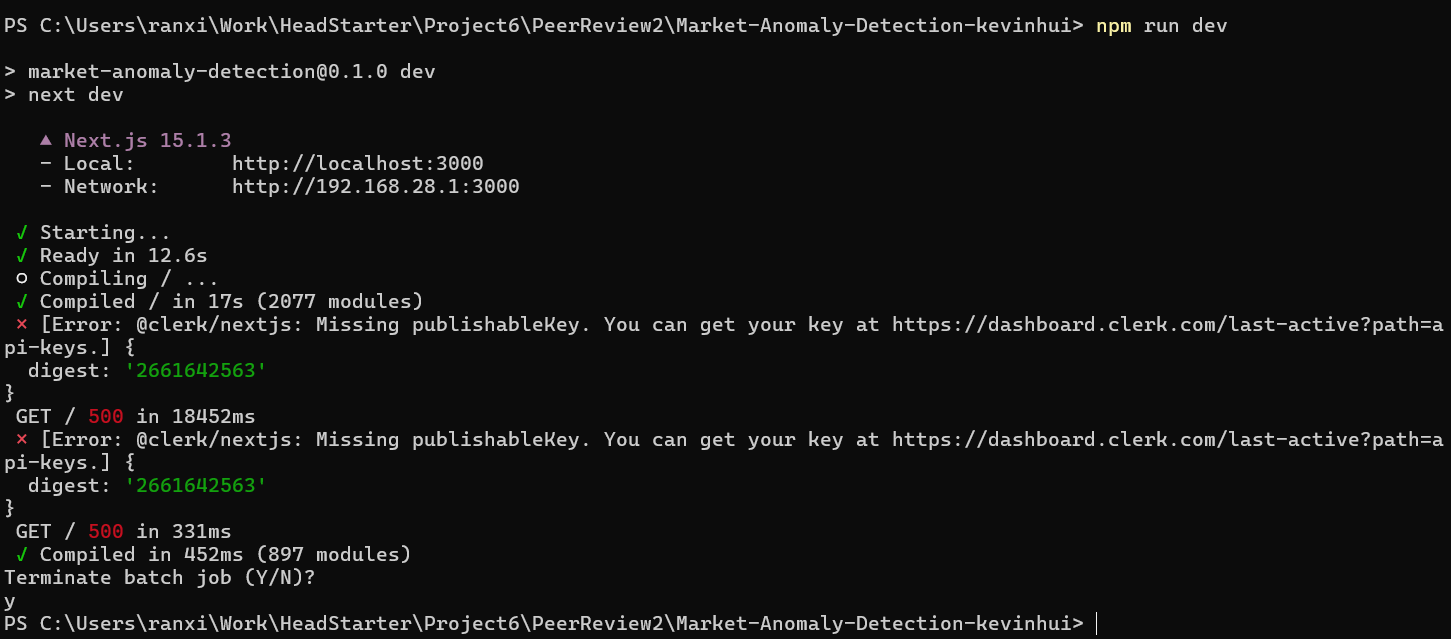 PS C:\Users\ranxi\Work\HeadStarter\Project6\PeerReview2\Market-Anomaly-Detection-kevinhui> npm run dev
> market-anomaly-detection@0.1.0 dev
> next dev
▲ Next.js 15.1.3
- Local:        http://localhost:3000
- Network:      http://192.168.28.1:3000
√ Starting...
√ Ready in 12.6s
○ Compiling / ...
√ Compiled / in 17s (2077 modules)
× [Error: @clerk/nextjs: Missing publishableKey. You can get your key at https://dashboard.clerk.com/last-active?path=a
pi-keys.] {
  digest: '2661642563'
}
GET / 500 in 18452ms
× [Error: @clerk/nextjs: Missing publishableKey. You can get your key at https://dashboard.clerk.com/last-active?path=a
pi-keys.] {
  digest: '2661642563'
}
GET / 500 in 331ms
√ Compiled in 452ms (897 modules)
Terminate batch job (Y/N)?
y
PS C:\Users\ranxi\Work\HeadStarter\Project6\PeerReview2\Market-Anomaly-Detection-kevinhui>